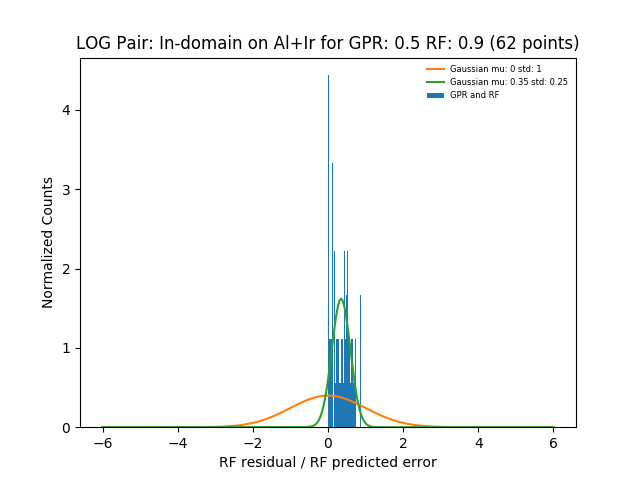 LOG Pair: In-domain on Al+Ir for GPR: 0.5 RF: 0.9 (62 points)
Gaussian mu: 0 std: 1
Gaussian mu: 0.35 std: 0.25
GPR and RF
Normalized Counts
4
3
2
1
0
−6
−4
−2
0
2
4
6
RF residual / RF predicted error